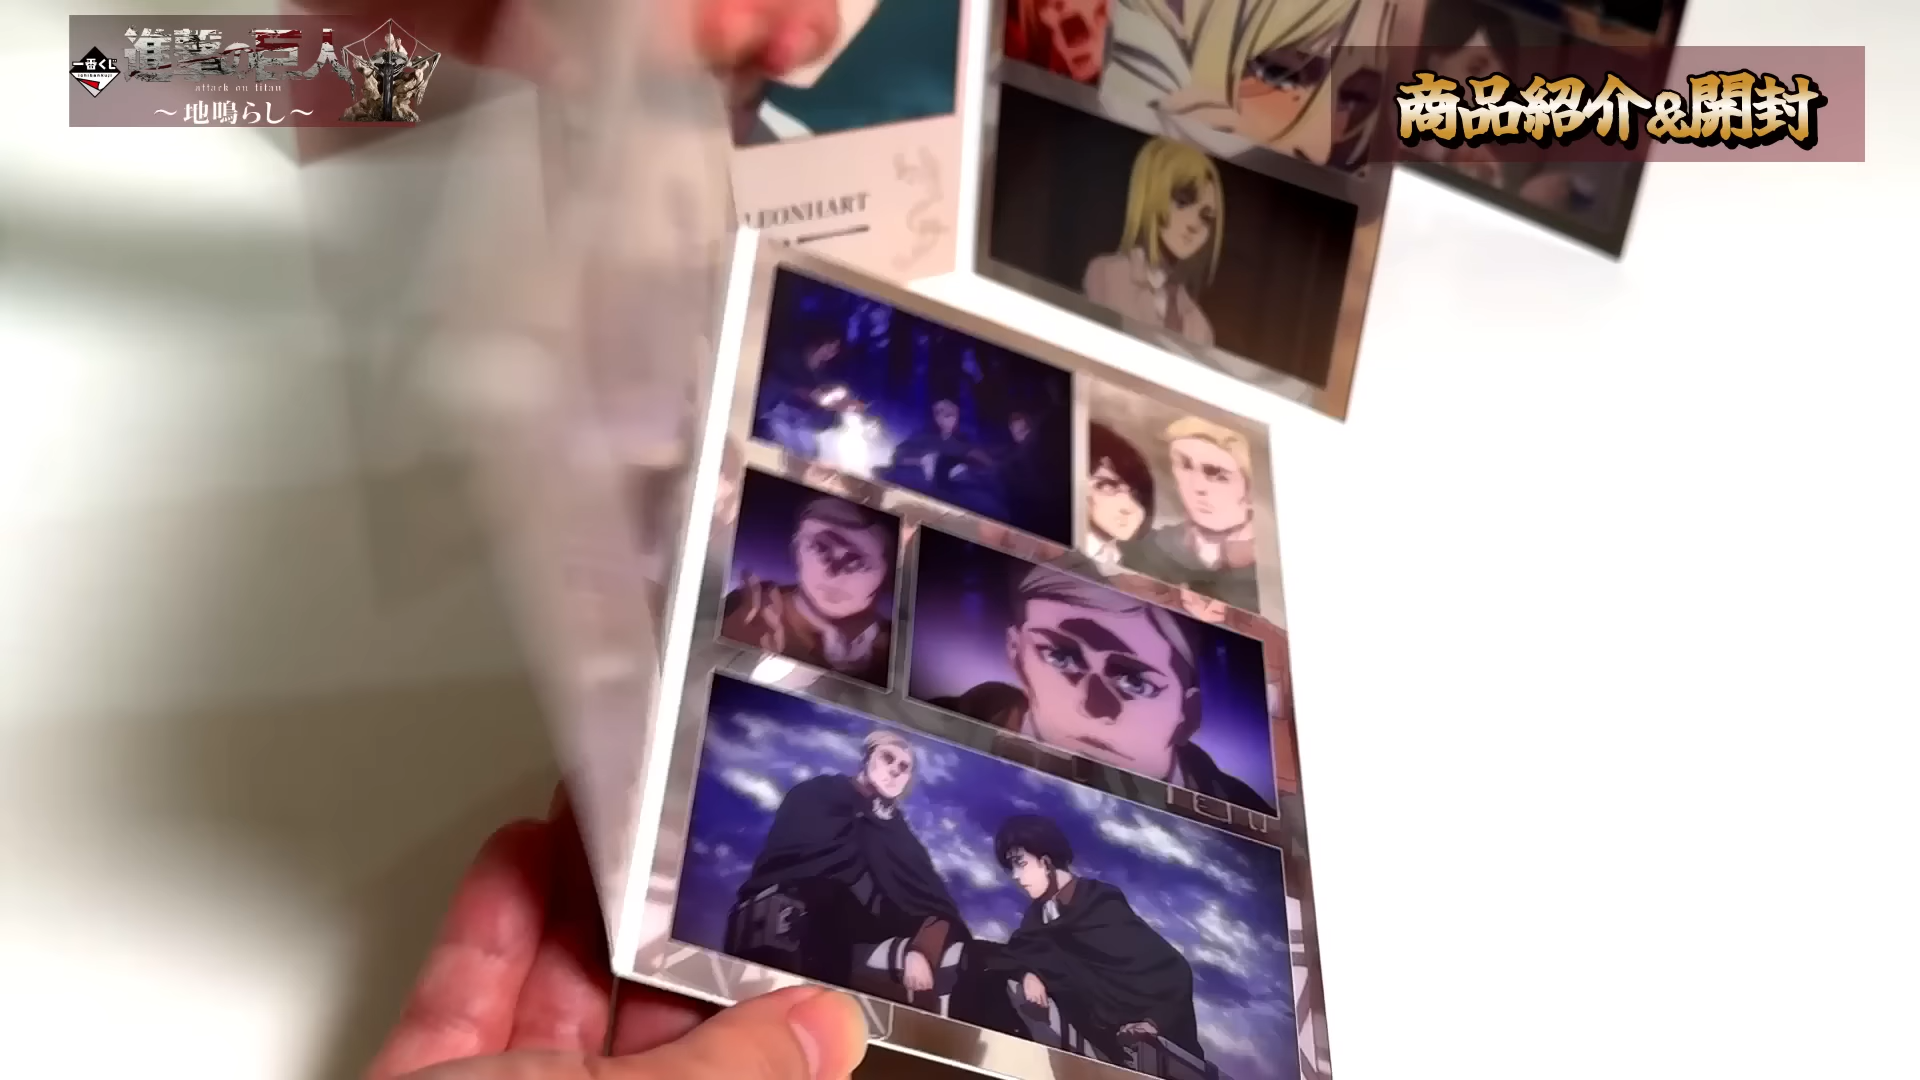 一番くじ
ichibankuji
進撃の巨人
attack on titan
～地鳴らし～
商品紹介&開封
LEONHART